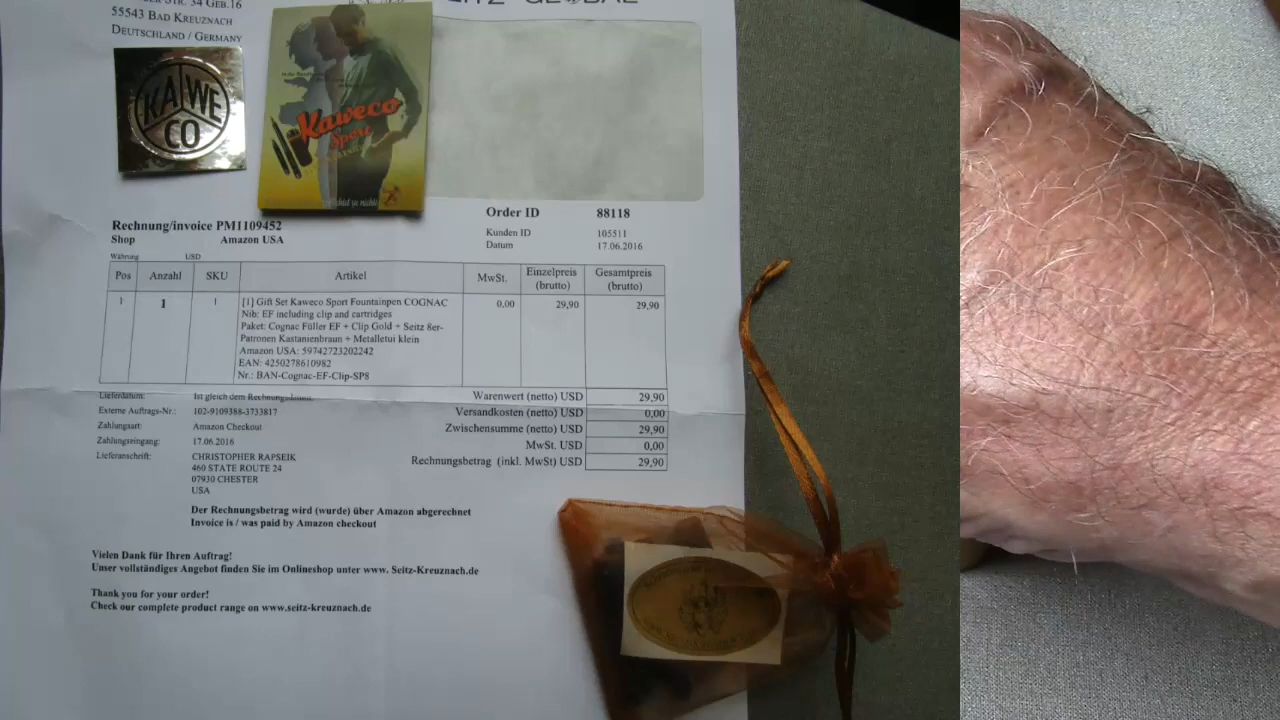 STR. 34 GEB.16
55543 BAD KREUZNACH
DEUTSCHLAND / GERMANY
GLOBAL
KA WE
CO
Kaweco
Sport
Rechnung/invoice PM1109452
Shop Amazon USA
Order ID 88118
Kunden ID 105511
Datum 17.06.2016
Währung USD
Pos Anzahl SKU Artikel MwSt. Einzelpreis (brutto) Gesamtpreis (brutto)
1 1 1 [1] Gift Set Kaweco Sport Fountainpen COGNAC 0,00 29,90 29,90
Nib: EF including clip and cartridges
Paket: Cognac Füller EF + Clip Gold + Seitz 8er-
Patronen Kastanienbraun + Metalletui klein
Amazon USA: 59742723202242
EAN: 4250278610982
Nr.: BAN-Cognac-EF-Clip-SP8
Lieferdatum: Ist gleich dem Rechnungsdatum.
Externe Auftrags-Nr.: 102-9109388-3733817
Zahlungsart: Amazon Checkout
Zahlungseingang: 17.06.2016
Lieferanschrift: CHRISTOPHER RAPSEIK
460 STATE ROUTE 24
07930 CHESTER
USA
Warenwert (netto) USD 29,90
Versandkosten (netto) USD 0,00
Zwischensumme (netto) USD 29,90
MwSt. USD 0,00
Rechnungsbetrag (inkl. MwSt) USD 29,90
Der Rechnungsbetrag wird (wurde) über Amazon abgerechnet
Invoice is / was paid by Amazon checkout
Vielen Dank für Ihren Auftrag!
Unser vollständiges Angebot finden Sie im Onlineshop unter www. Seitz-Kreuznach.de
Thank you for your order!
Check our complete product range on www.seitz-kreuznach.de